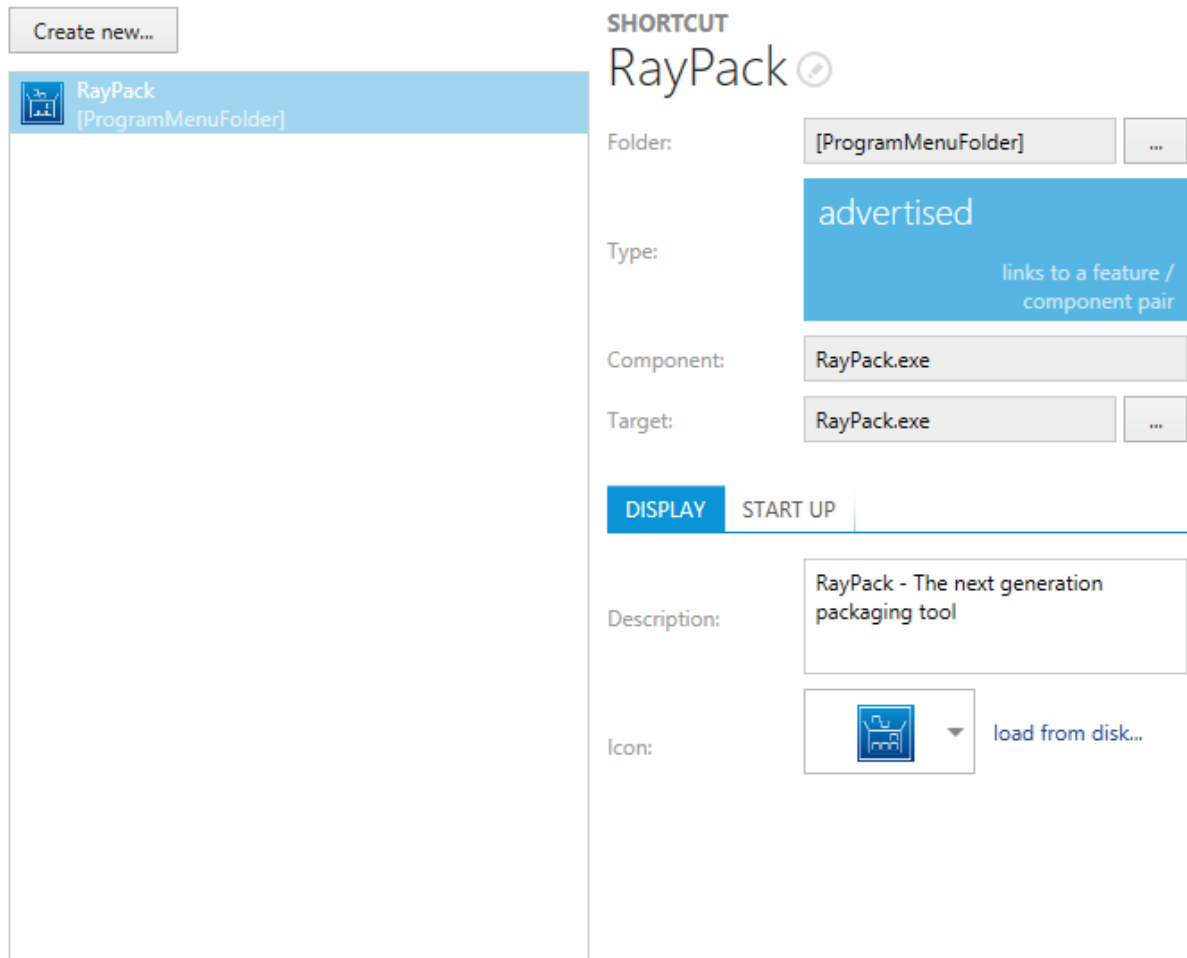 Create new...
RayPack
[ProgramMenuFolder]
SHORTCUT
RayPack
Folder:
[ProgramMenuFolder]
...
Type:
advertised
links to a feature /
component pair
Component:
RayPack.exe
Target:
RayPack.exe
...
DISPLAY
START UP
Description:
RayPack - The next generation
packaging tool
Icon:
load from disk...